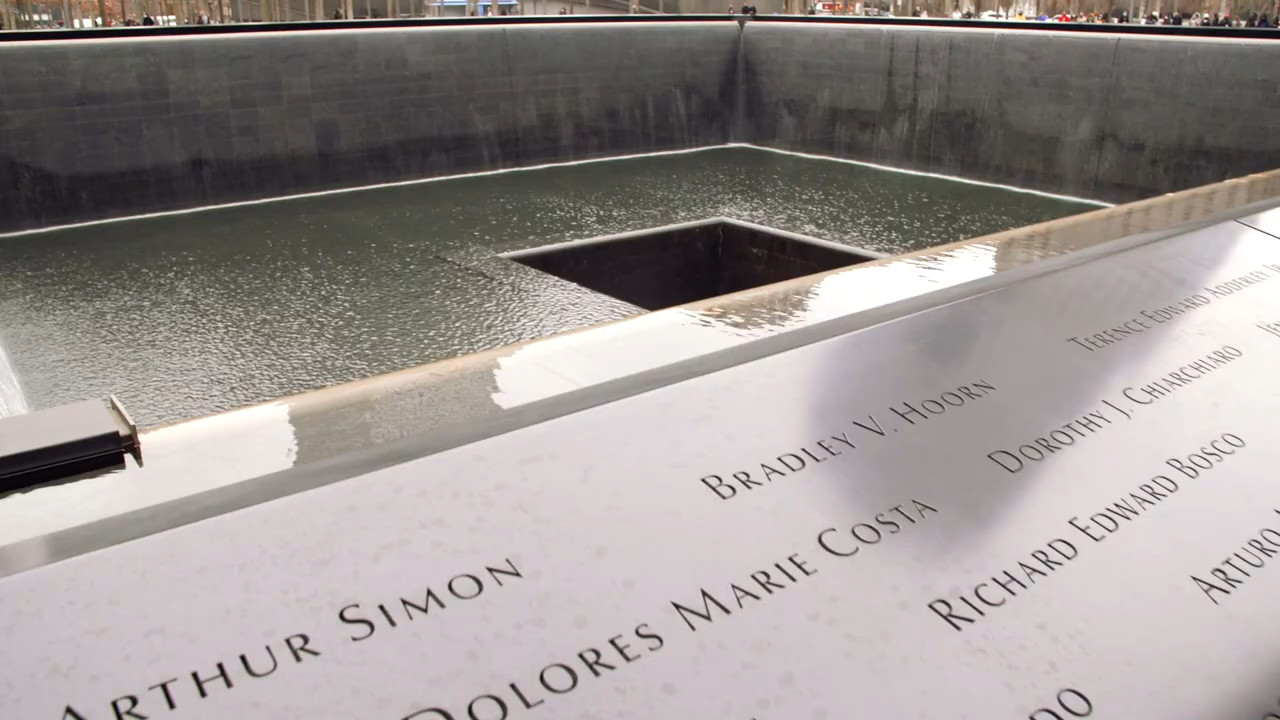 TERENCE EDWARD ADDERLEY, JR.
BRADLEY V. HOORN
DOROTHY J. CHIARCHIARO
RICHARD EDWARD BOSCO
DOLORES MARIE COSTA
ARTURO
ARTHUR SIMON